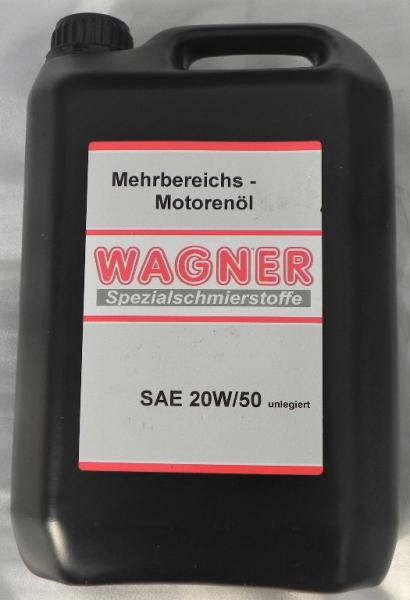 Mehrbereichs -
Motorenöl
WAGNER
Spezialschmierstoffe
SAE 20W/50 unlegiert